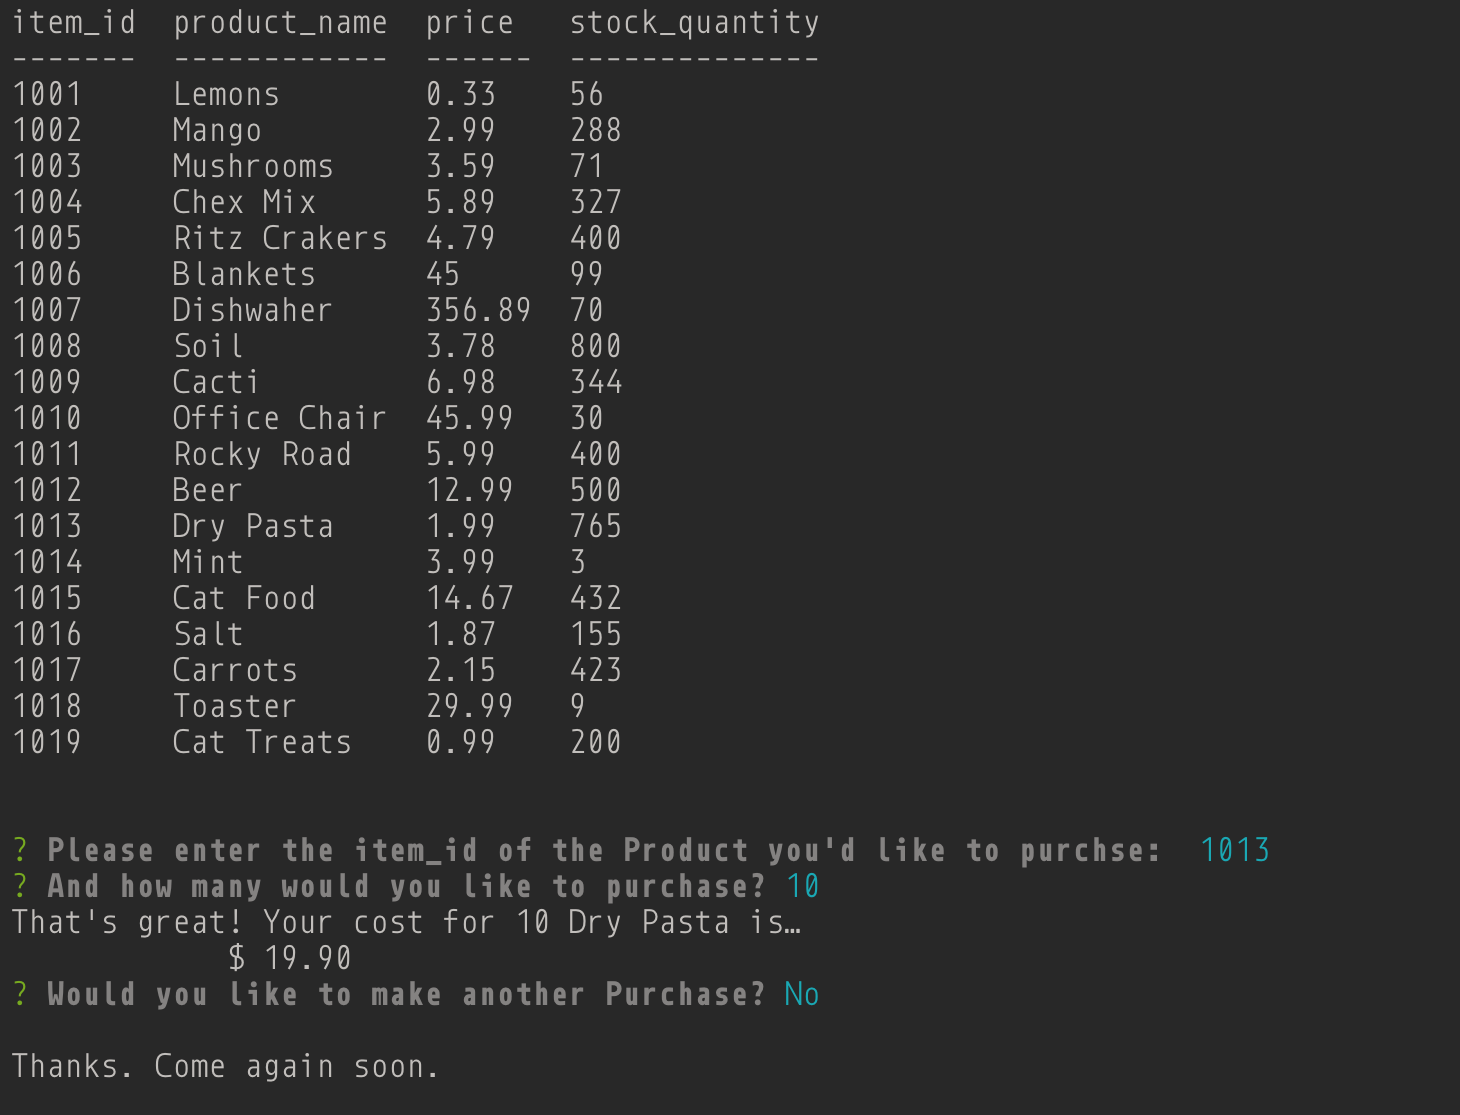 item_id  product_name  price   stock_quantity
-------  ------------  ------  --------------
1001     Lemons        0.33    56
1002     Mango         2.99    288
1003     Mushrooms     3.59    71
1004     Chex Mix      5.89    327
1005     Ritz Crakers  4.79    400
1006     Blankets      45      99
1007     Dishwaher     356.89  70
1008     Soil          3.78    800
1009     Cacti         6.98    344
1010     Office Chair  45.99   30
1011     Rocky Road    5.99    400
1012     Beer          12.99   500
1013     Dry Pasta     1.99    765
1014     Mint          3.99    3
1015     Cat Food      14.67   432
1016     Salt          1.87    155
1017     Carrots       2.15    423
1018     Toaster       29.99   9
1019     Cat Treats    0.99    200
? Please enter the item_id of the Product you'd like to purchse:  1013
? And how many would you like to purchase? 10
That's great! Your cost for 10 Dry Pasta is…
            $ 19.90
? Would you like to make another Purchase? No
Thanks. Come again soon.